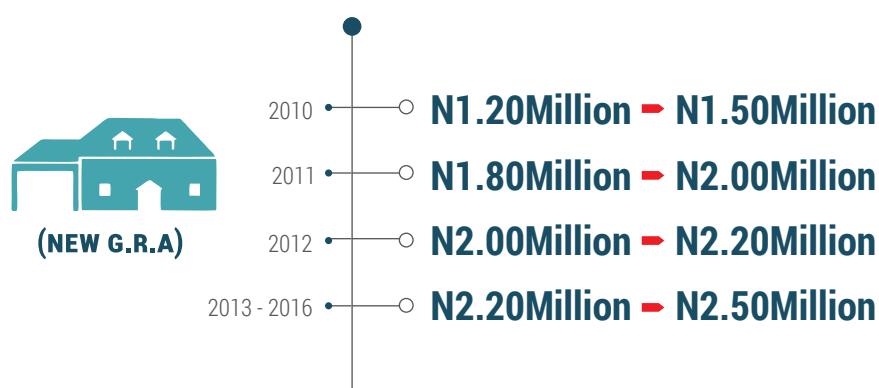 2010 N1.20Million - N1.50Million
2011 N1.80Million - N2.00Million
(NEW G.R.A)
2012 N2.00Million - N2.20Million
2013 - 2016 N2.20Million - N2.50Million